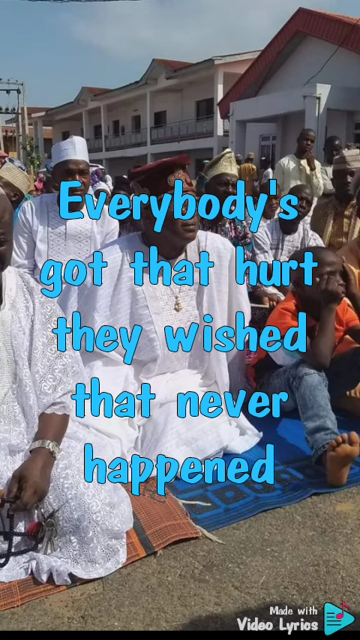 Everybody's
got that hurt
they wished
that never
happened
Made with
Video Lyrics